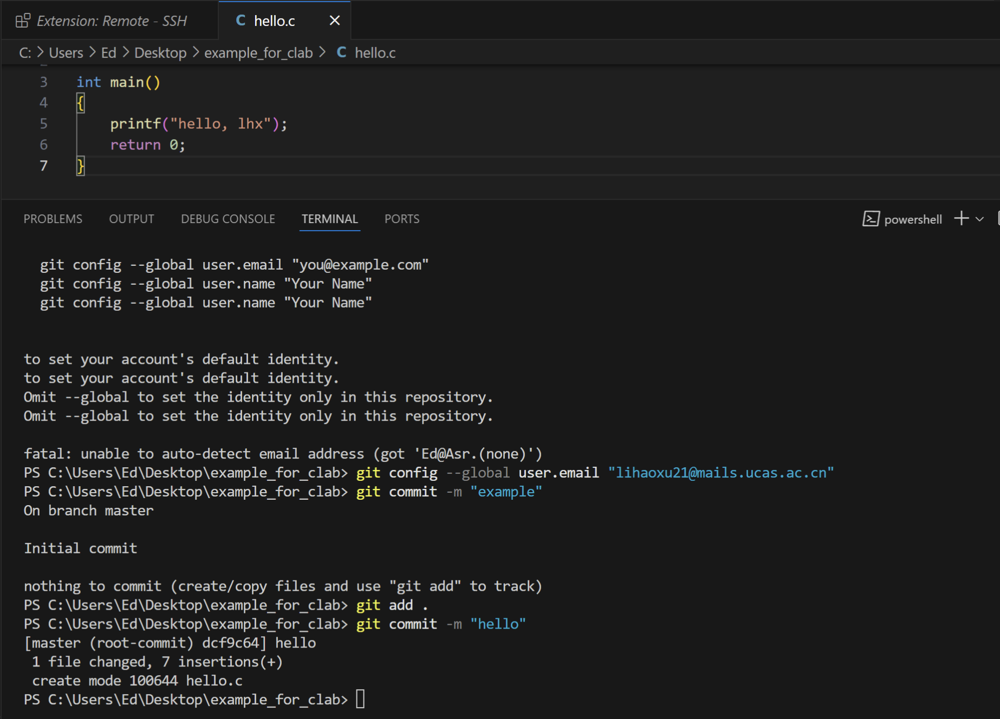 Extension: Remote - SSH
C hello.c
C: > Users > Ed > Desktop > example_for_clab > C hello.c
3 int main()
4 {
5 printf("hello, lhx");
6 return 0;
7 }
PROBLEMS OUTPUT DEBUG CONSOLE TERMINAL PORTS powershell
git config --global user.email "you@example.com"
git config --global user.name "Your Name"
git config --global user.name "Your Name"
to set your account's default identity.
to set your account's default identity.
Omit --global to set the identity only in this repository.
Omit --global to set the identity only in this repository.
fatal: unable to auto-detect email address (got 'Ed@Asr.(none)')
PS C:\Users\Ed\Desktop\example_for_clab> git config --global user.email "lihaoxu21@mails.ucas.ac.cn"
PS C:\Users\Ed\Desktop\example_for_clab> git commit -m "example"
On branch master
Initial commit
nothing to commit (create/copy files and use "git add" to track)
PS C:\Users\Ed\Desktop\example_for_clab> git add .
PS C:\Users\Ed\Desktop\example_for_clab> git commit -m "hello"
[master (root-commit) dcf9c64] hello
1 file changed, 7 insertions(+)
create mode 100644 hello.c
PS C:\Users\Ed\Desktop\example_for_clab>